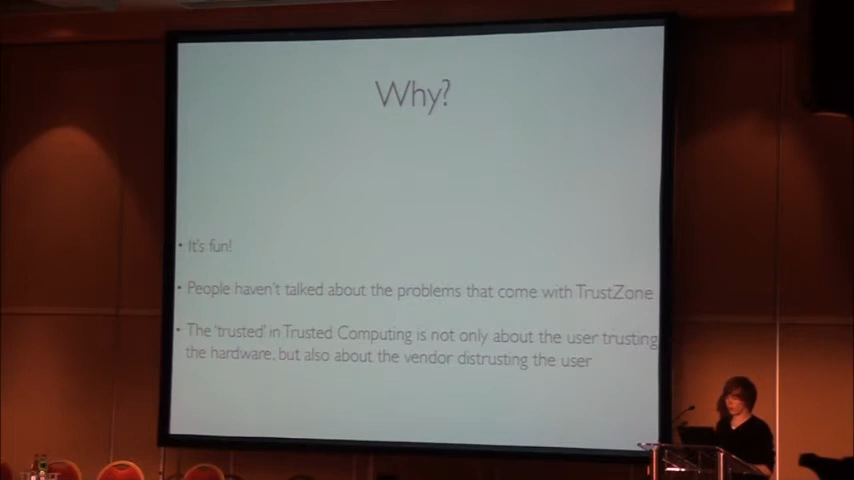 Why?
• It's fun!
• People haven't talked about the problems that come with TrustZone
• The 'trusted' in Trusted Computing is not only about the user trusting
the hardware, but also about the vendor distrusting the user